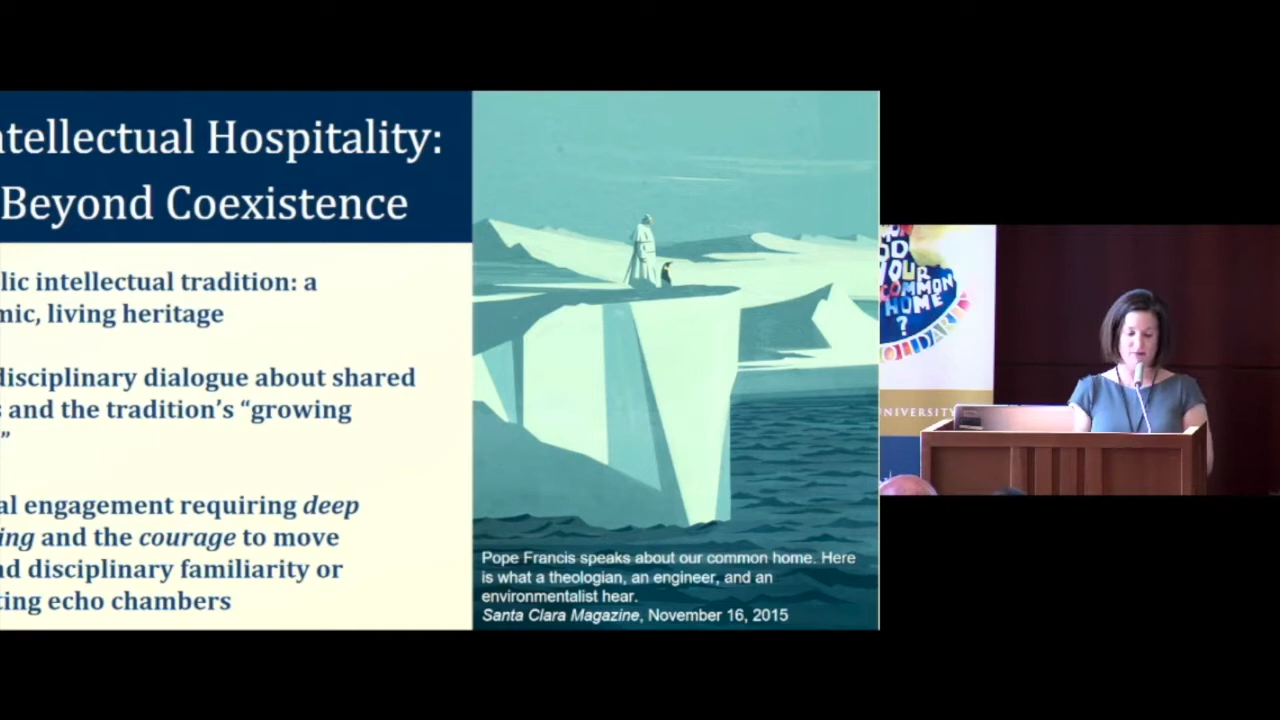 ntellectual Hospitality:
Beyond Coexistence
lic intellectual tradition: a
mic, living heritage
disciplinary dialogue about shared
s and the tradition's “growing
”
al engagement requiring deep
ing and the courage to move
nd disciplinary familiarity or
ting echo chambers
Pope Francis speaks about our common home. Here
is what a theologian, an engineer, and an
environmentalist hear.
Santa Clara Magazine, November 16, 2015
OUR
COMMON
HOME
?
NIVERSITY